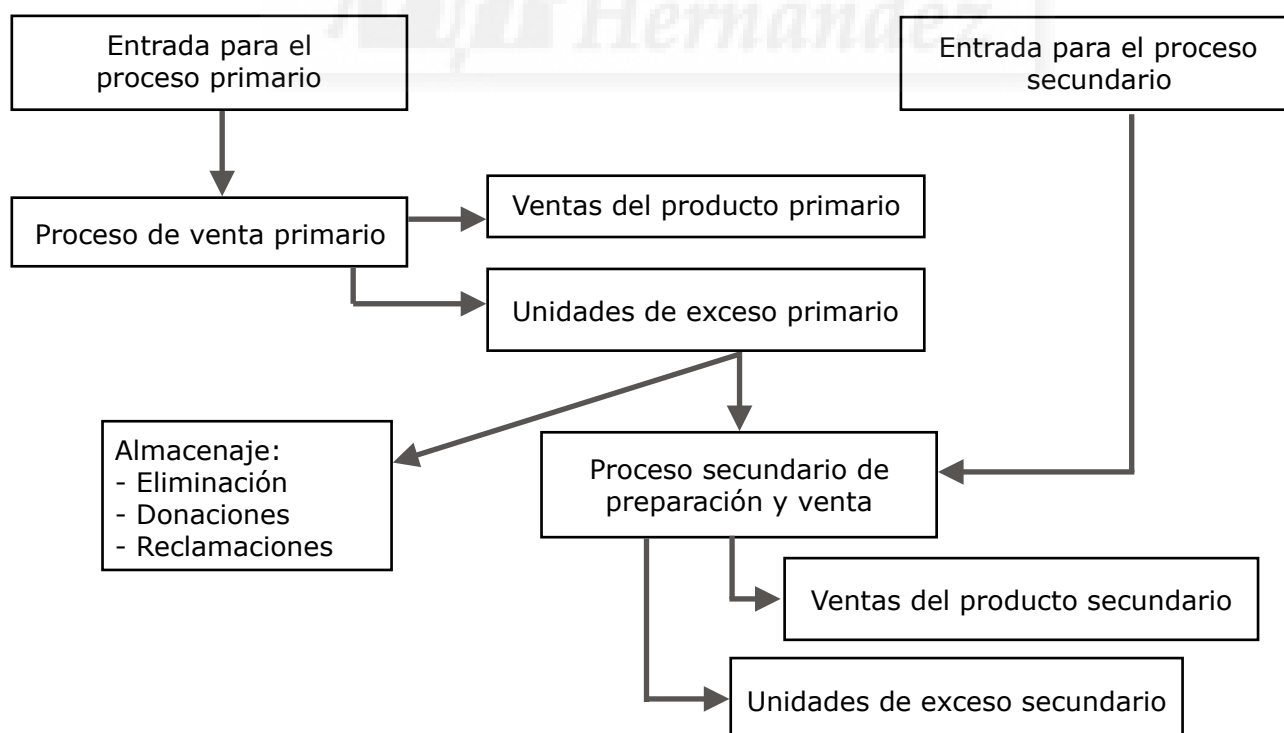 Hernández
Entrada para el
proceso primario
Entrada para el proceso
secundario
Proceso de venta primario
Ventas del producto primario
Unidades de exceso primario
Almacenaje:
- Eliminación
- Donaciones
- Reclamaciones
Proceso secundario de
preparación y venta
Ventas del producto secundario
Unidades de exceso secundario